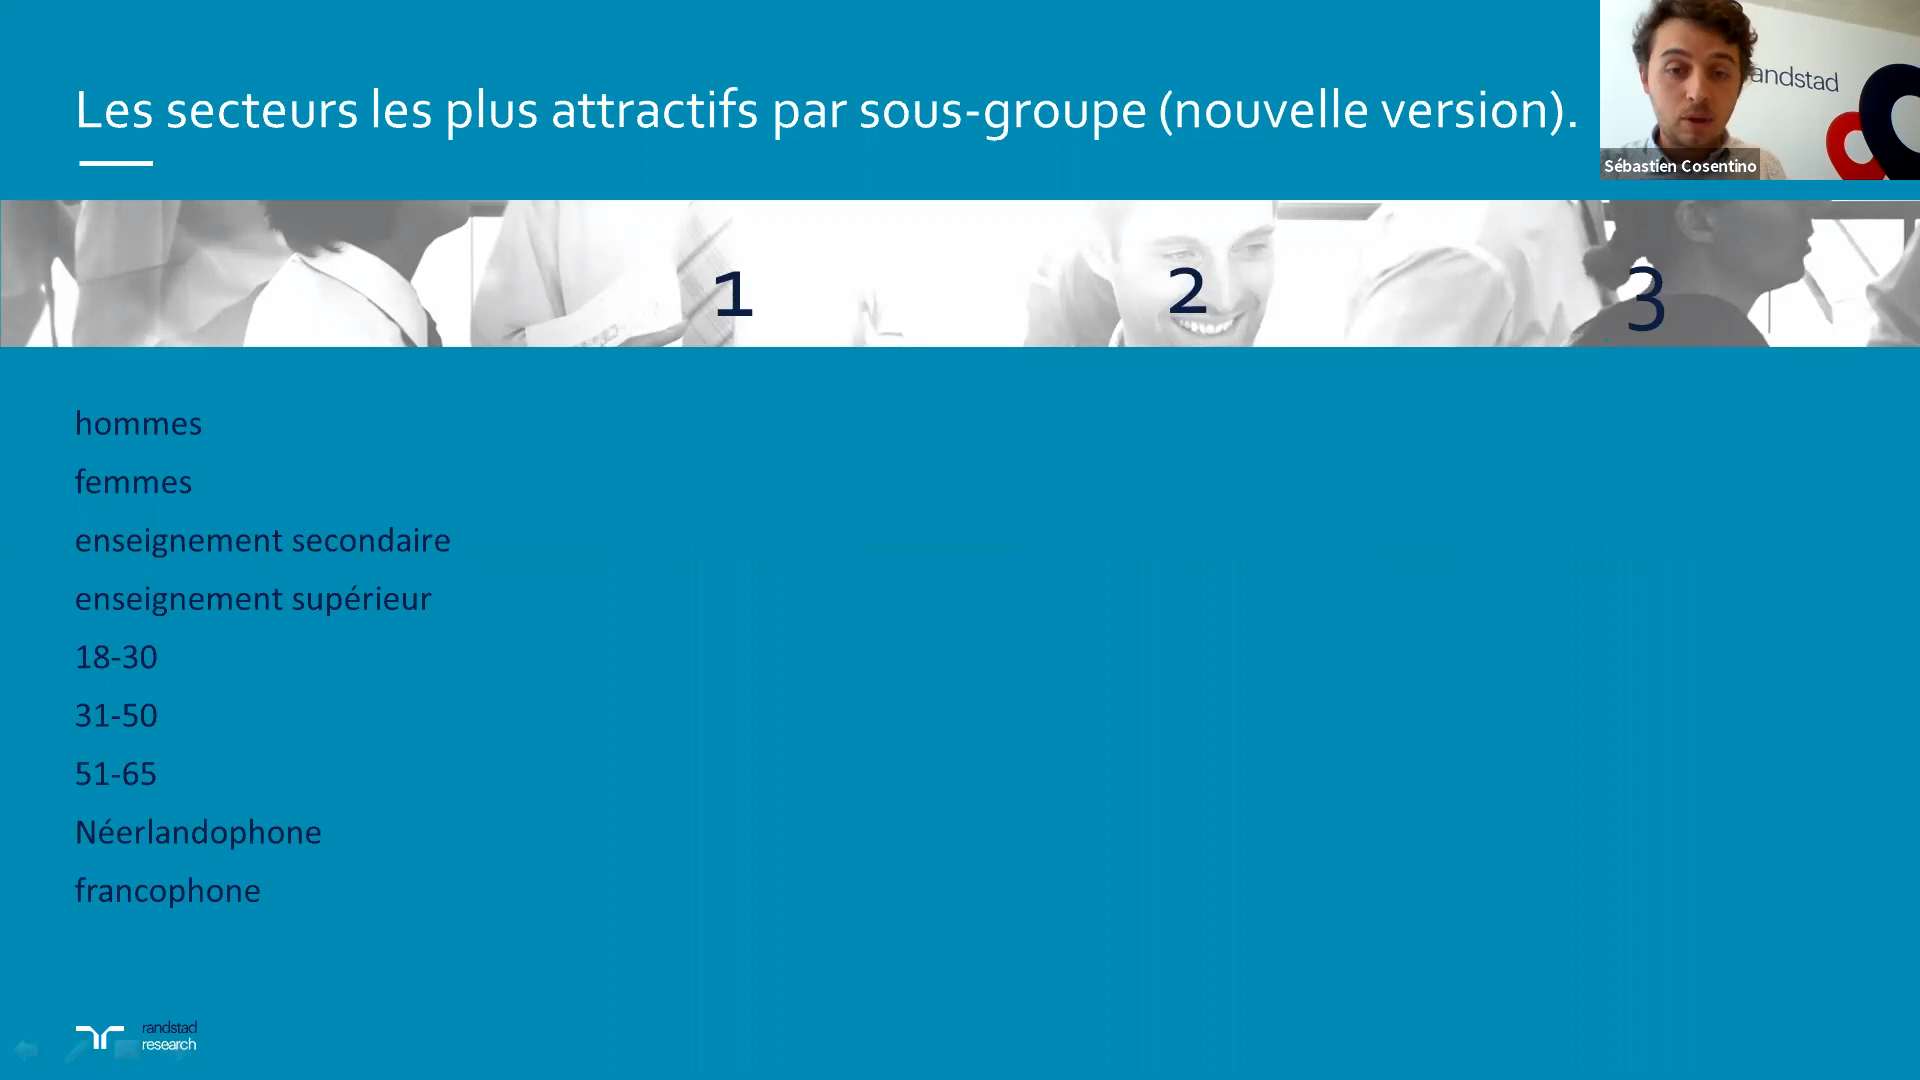 Les secteurs les plus attractifs par sous-groupe (nouvelle version).
andstad
Sébastien Cosentino
1 2 3
hommes
femmes
enseignement secondaire
enseignement supérieur
18-30
31-50
51-65
Néerlandophone
francophone
randstad
research